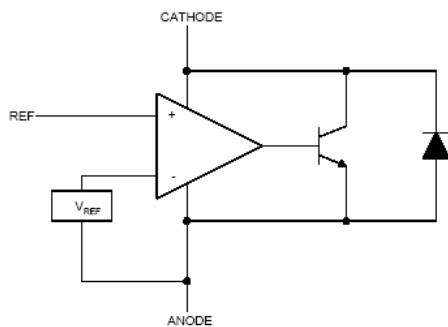 CATHODE
REF
+
-
VREF
ANODE